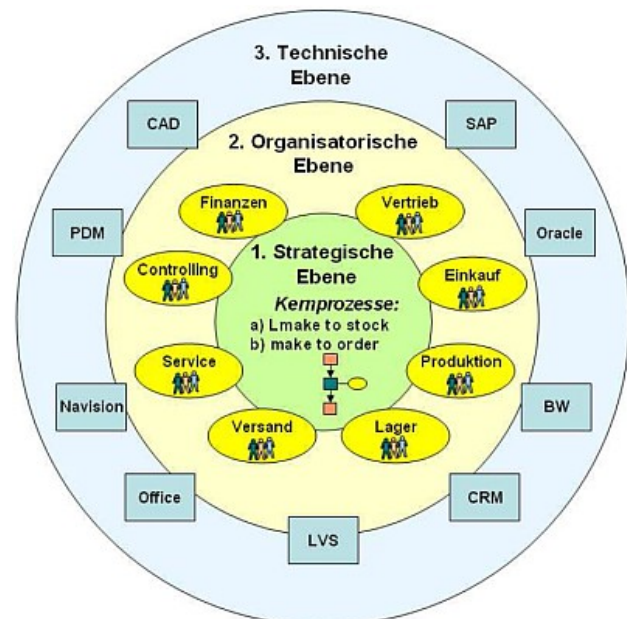 3. Technische
Ebene
CAD
SAP
2. Organisatorische
Ebene
Finanzen
Vertrieb
PDM
Oracle
1. Strategische
Ebene
Controlling
Einkauf
Kernprozesse:
a) Lmake to stock
b) make to order
Service
Produktion
Navision
BW
Versand
Lager
Office
CRM
LVS